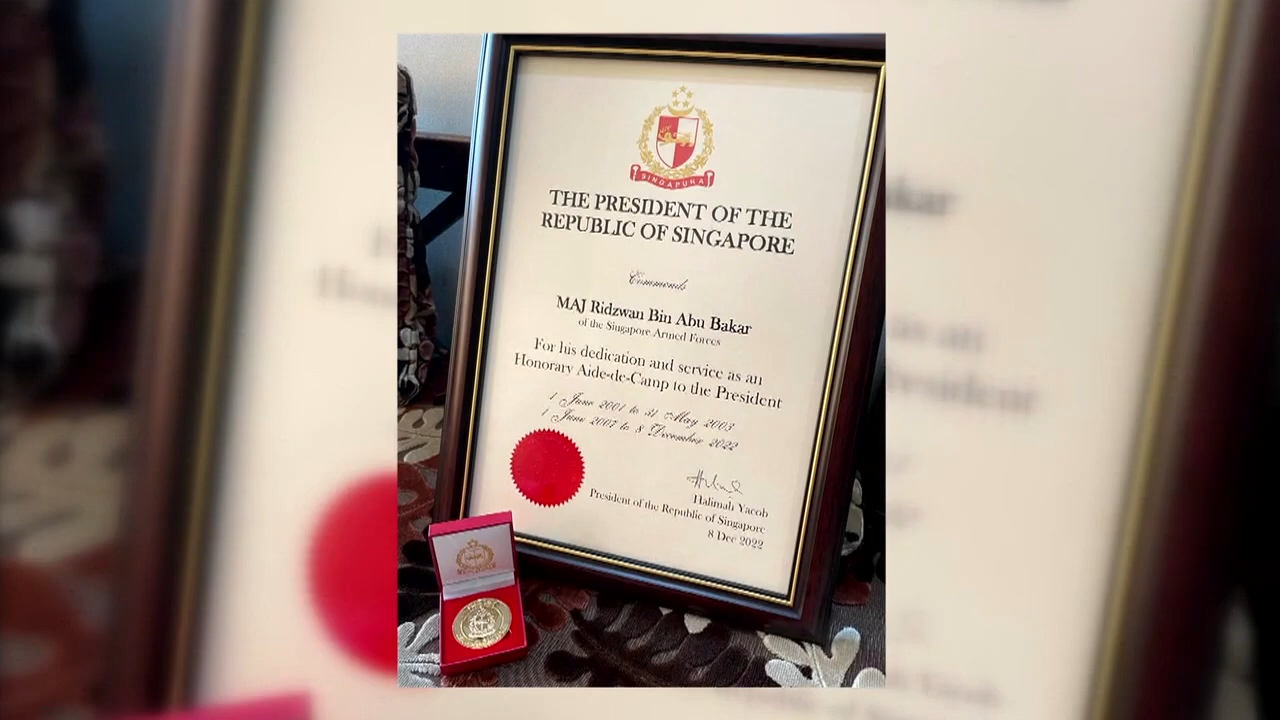 SINGAPURA
THE PRESIDENT OF THE
REPUBLIC OF SINGAPORE
Commends
MAJ Ridzwan Bin Abu Bakar
of the Singapore Armed Forces
For his dedication and service as an
Honorary Aide-de-Camp to the President
1 June 2001 to 31 May 2003
1 June 2007 to 8 December 2022
Halimah Yacob
President of the Republic of Singapore
8 Dec 2022